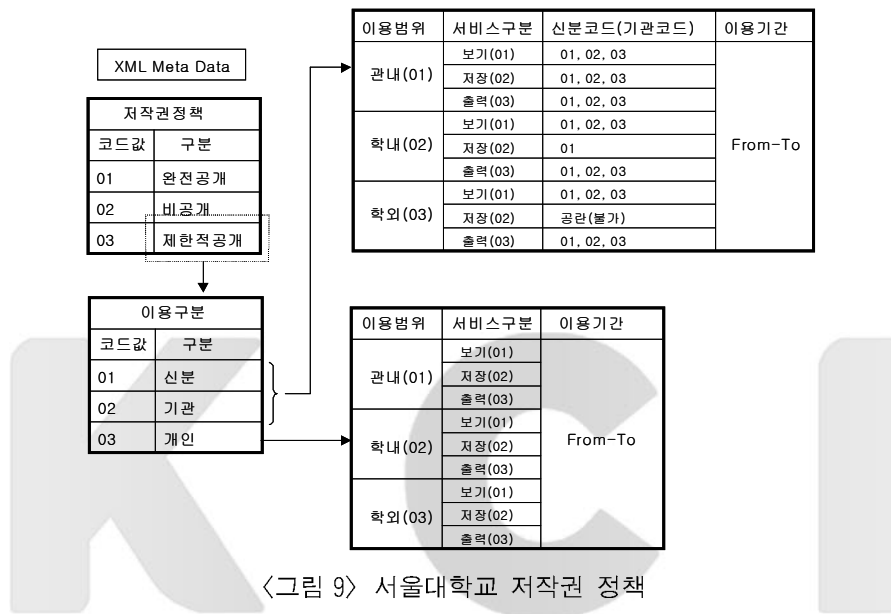 XML Meta Data
저작권정책
코드값 구분
01 완전공개
02 비공개
03 제한적공개
이용구분
코드값 구분
01 신분
02 기관
03 개인
이용범위 서비스구분 신분코드(기관코드) 이용기간
관내(01) 보기(01) 01, 02, 03
저장(02) 01, 02, 03
출력(03) 01, 02, 03
학내(02) 보기(01) 01, 02, 03
저장(02) 01
출력(03) 01, 02, 03
학외(03) 보기(01) 01, 02, 03
저장(02) 공란(불가)
출력(03) 01, 02, 03
From-To
이용범위 서비스구분 이용기간
관내(01) 보기(01)
저장(02)
출력(03)
학내(02) 보기(01)
저장(02)
출력(03)
학외(03) 보기(01)
저장(02)
출력(03)
From-To
〈그림 9〉 서울대학교 저작권 정책
KCI